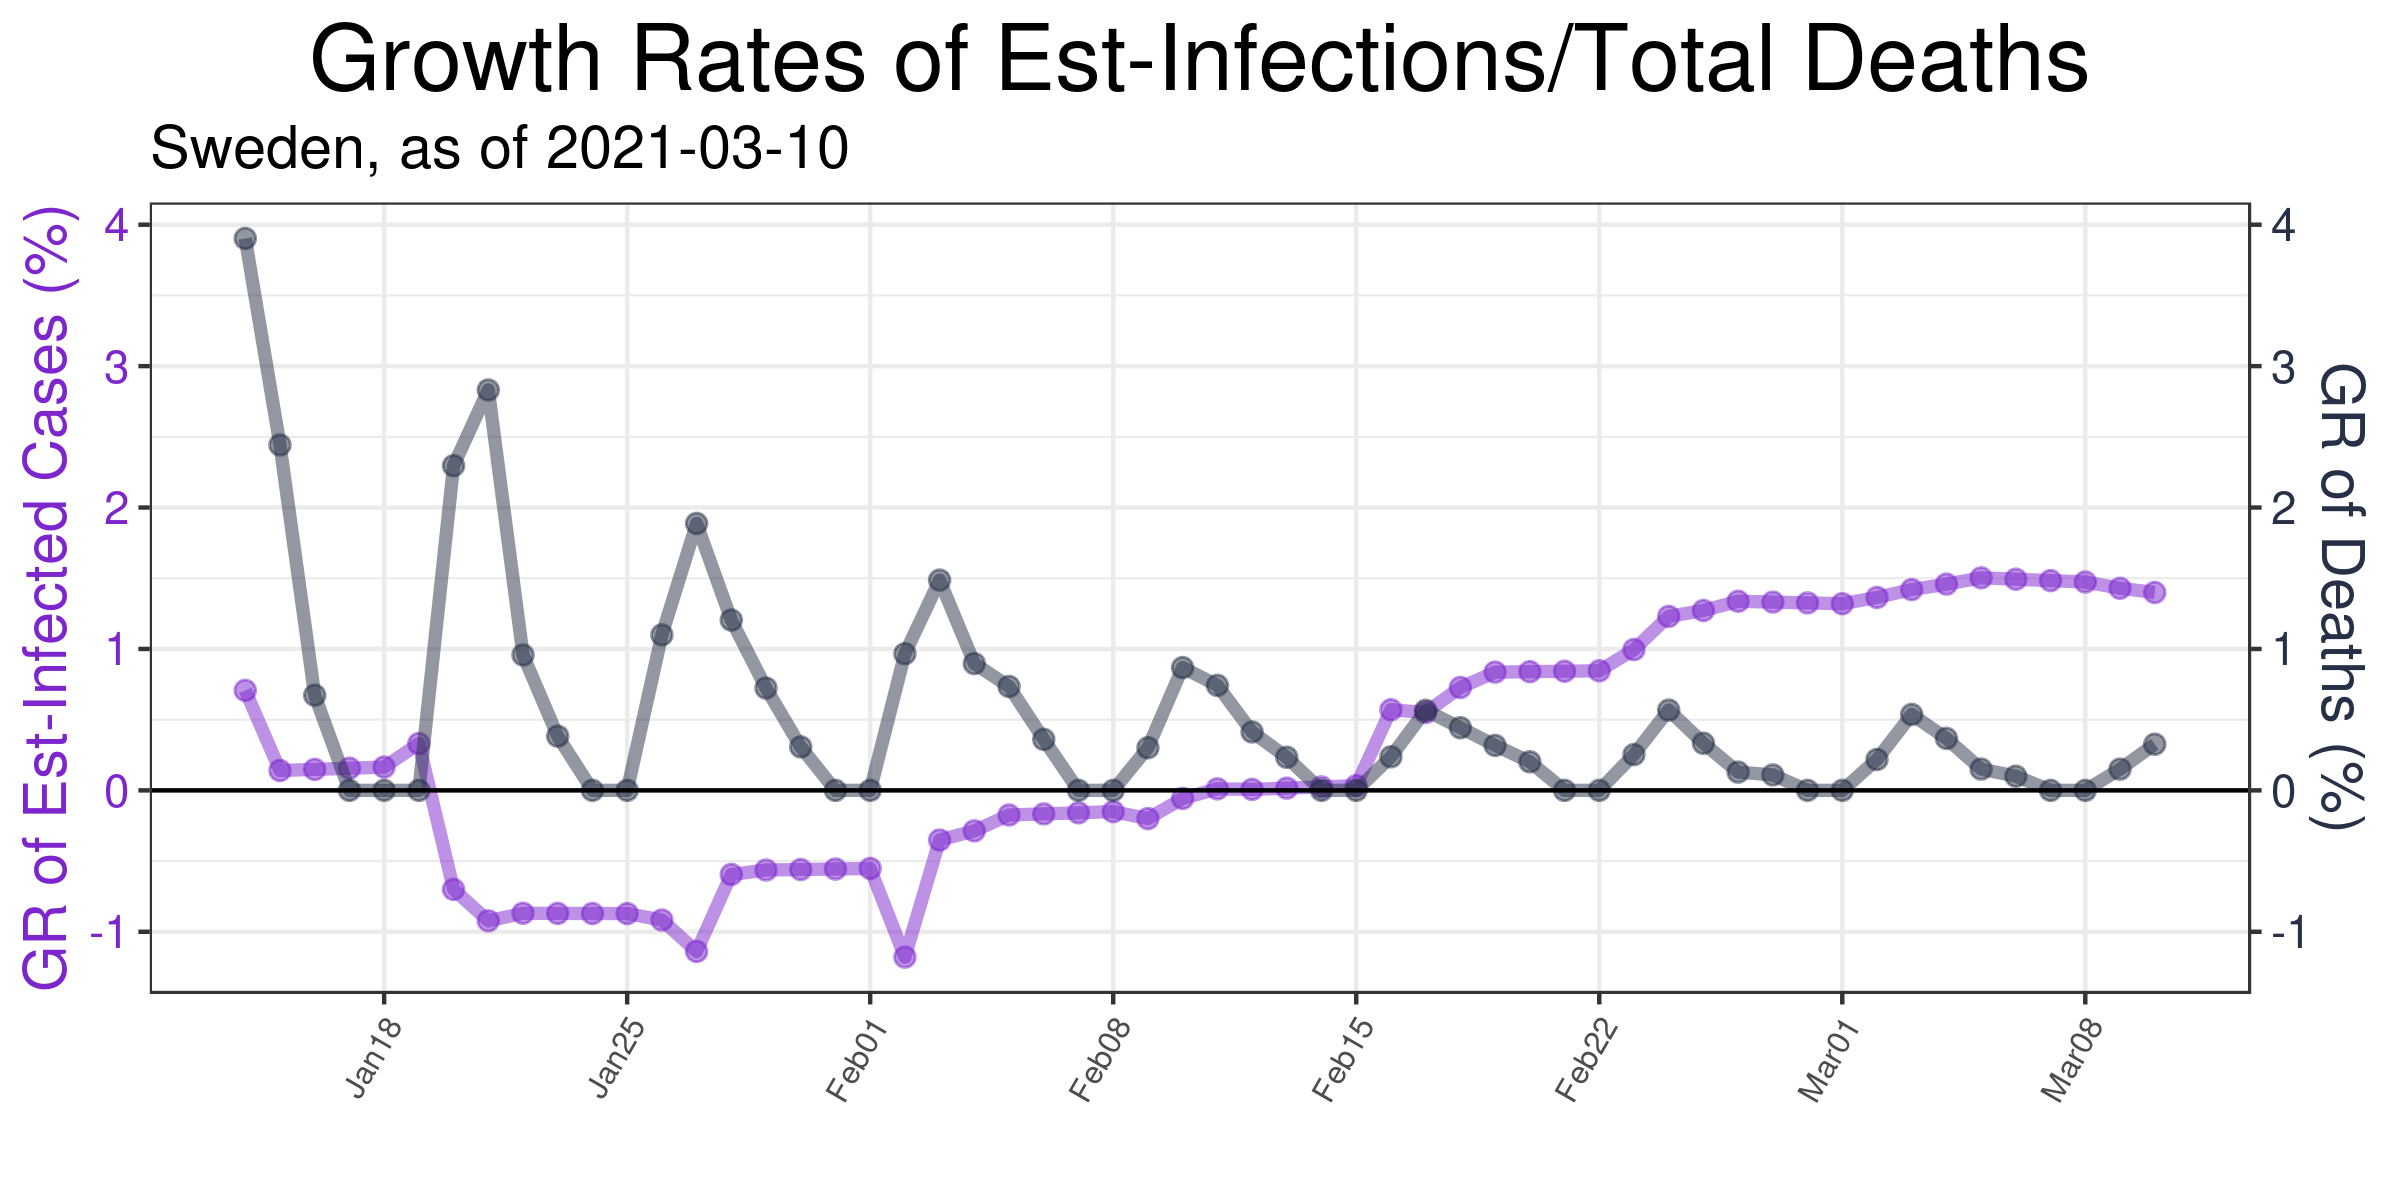 Growth Rates of Est-Infections/Total Deaths
Sweden, as of 2021-03-10
GR of Est-Infected Cases (%)
4
3
2
1
0
-1
4
3
2
1
0
-1
GR of Deaths (%)
Jan18
Jan25
Feb01
Feb08
Feb15
Feb22
Mar01
Mar08